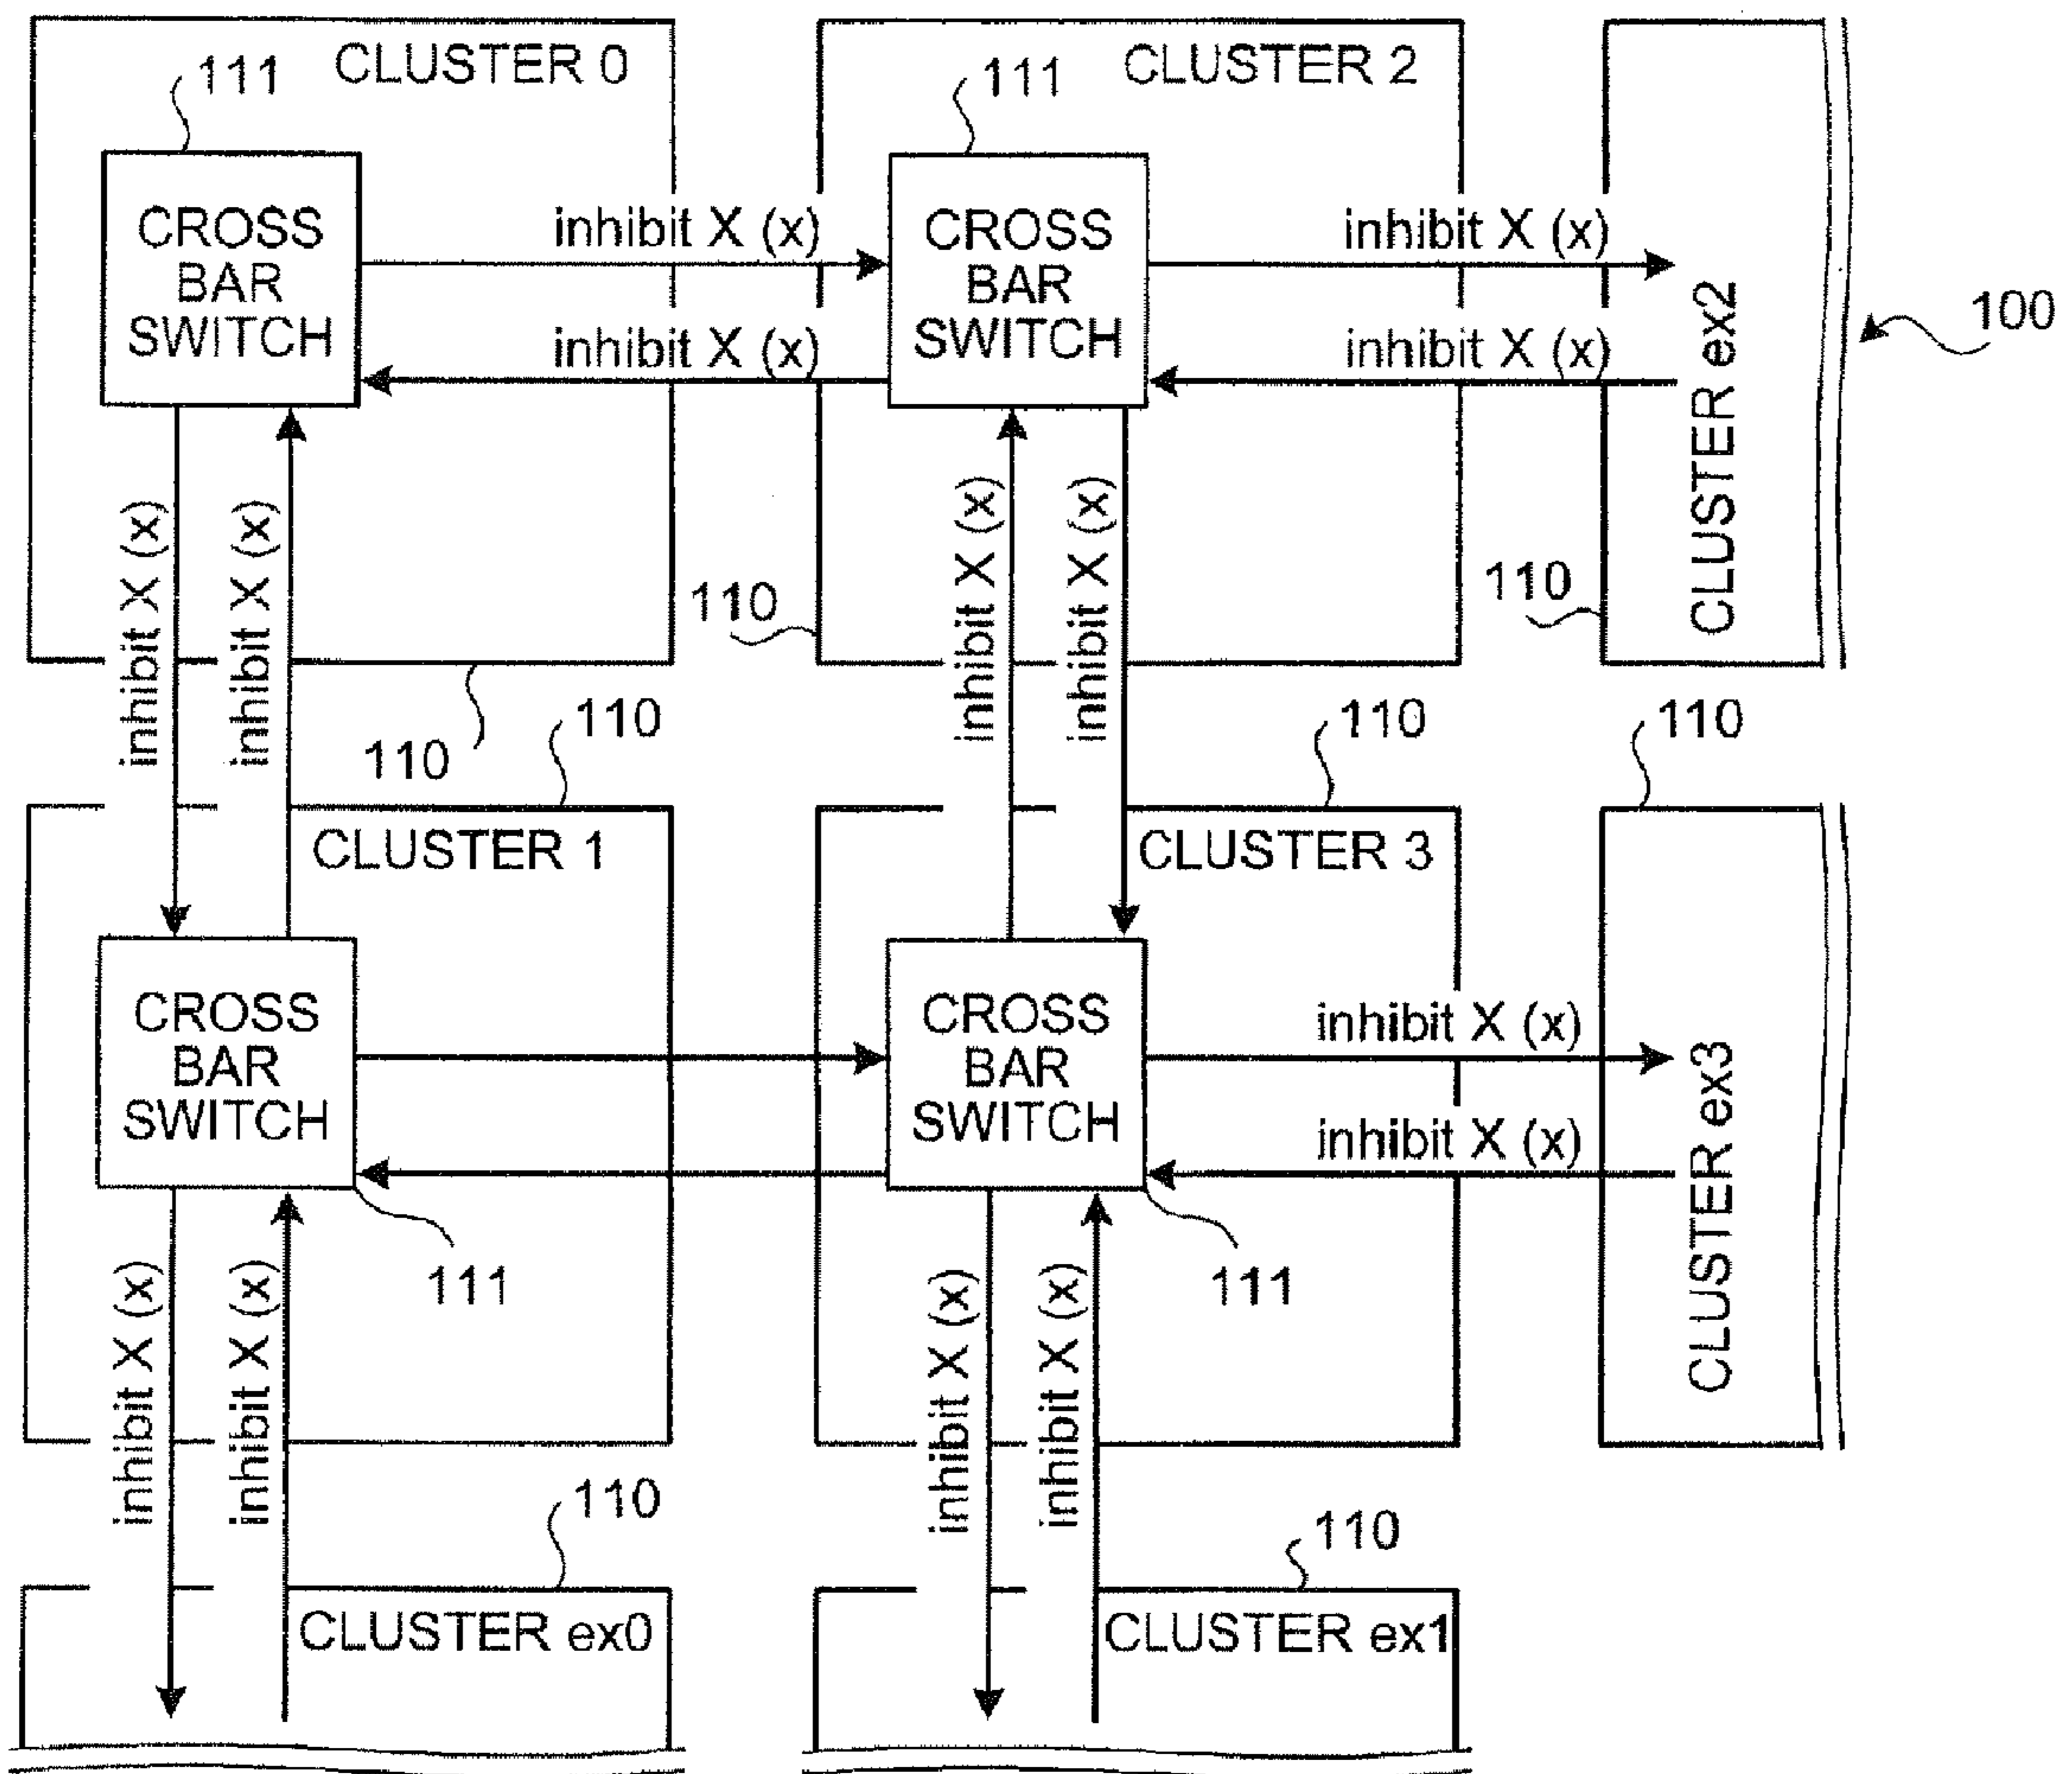 CLUSTER 0
111
CROSS
BAR
SWITCH
inhibit X (x)
inhibit X (x)
CLUSTER 2
111
CROSS
BAR
SWITCH
inhibit X (x)
inhibit X (x)
CLUSTER ex2
100
inhibit X (x)
inhibit X (x)
110
110
inhibit X (x)
inhibit X (x)
110
110
110
110
CLUSTER 1
CROSS
BAR
SWITCH
111
CLUSTER 3
CROSS
BAR
SWITCH
111
inhibit X (x)
inhibit X (x)
CLUSTER ex3
inhibit X (x)
inhibit X (x)
inhibit X (x)
inhibit X (x)
110
CLUSTER ex0
110
CLUSTER ex1